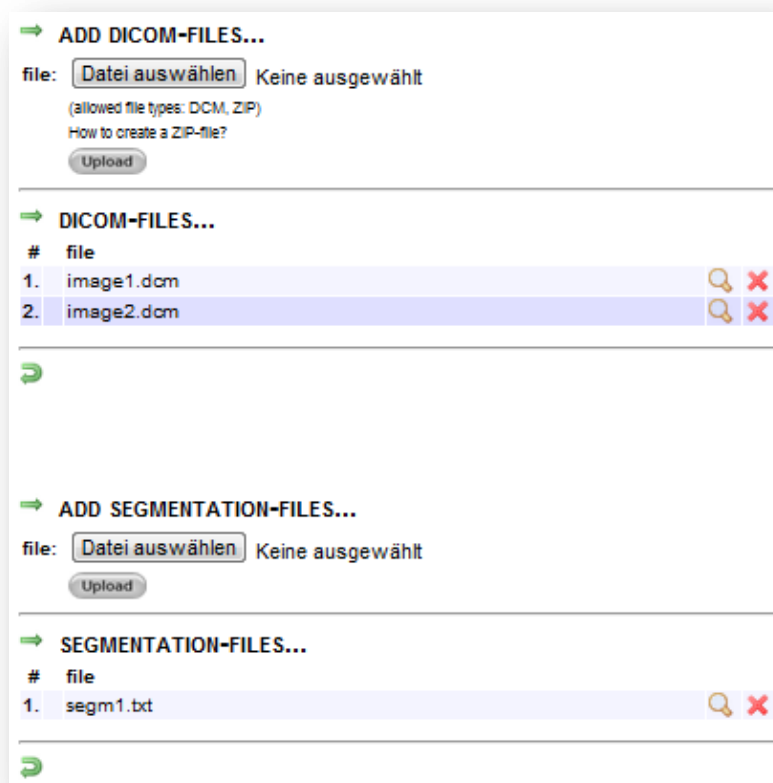 ADD DICOM-FILES...
file: Datei auswählen Keine ausgewählt
(allowed file types: DCM, ZIP)
How to create a ZIP-file?
Upload
DICOM-FILES...
# file
1. image1.dcm
2. image2.dcm
ADD SEGMENTATION-FILES...
file: Datei auswählen Keine ausgewählt
Upload
SEGMENTATION-FILES...
# file
1. segm1.txt